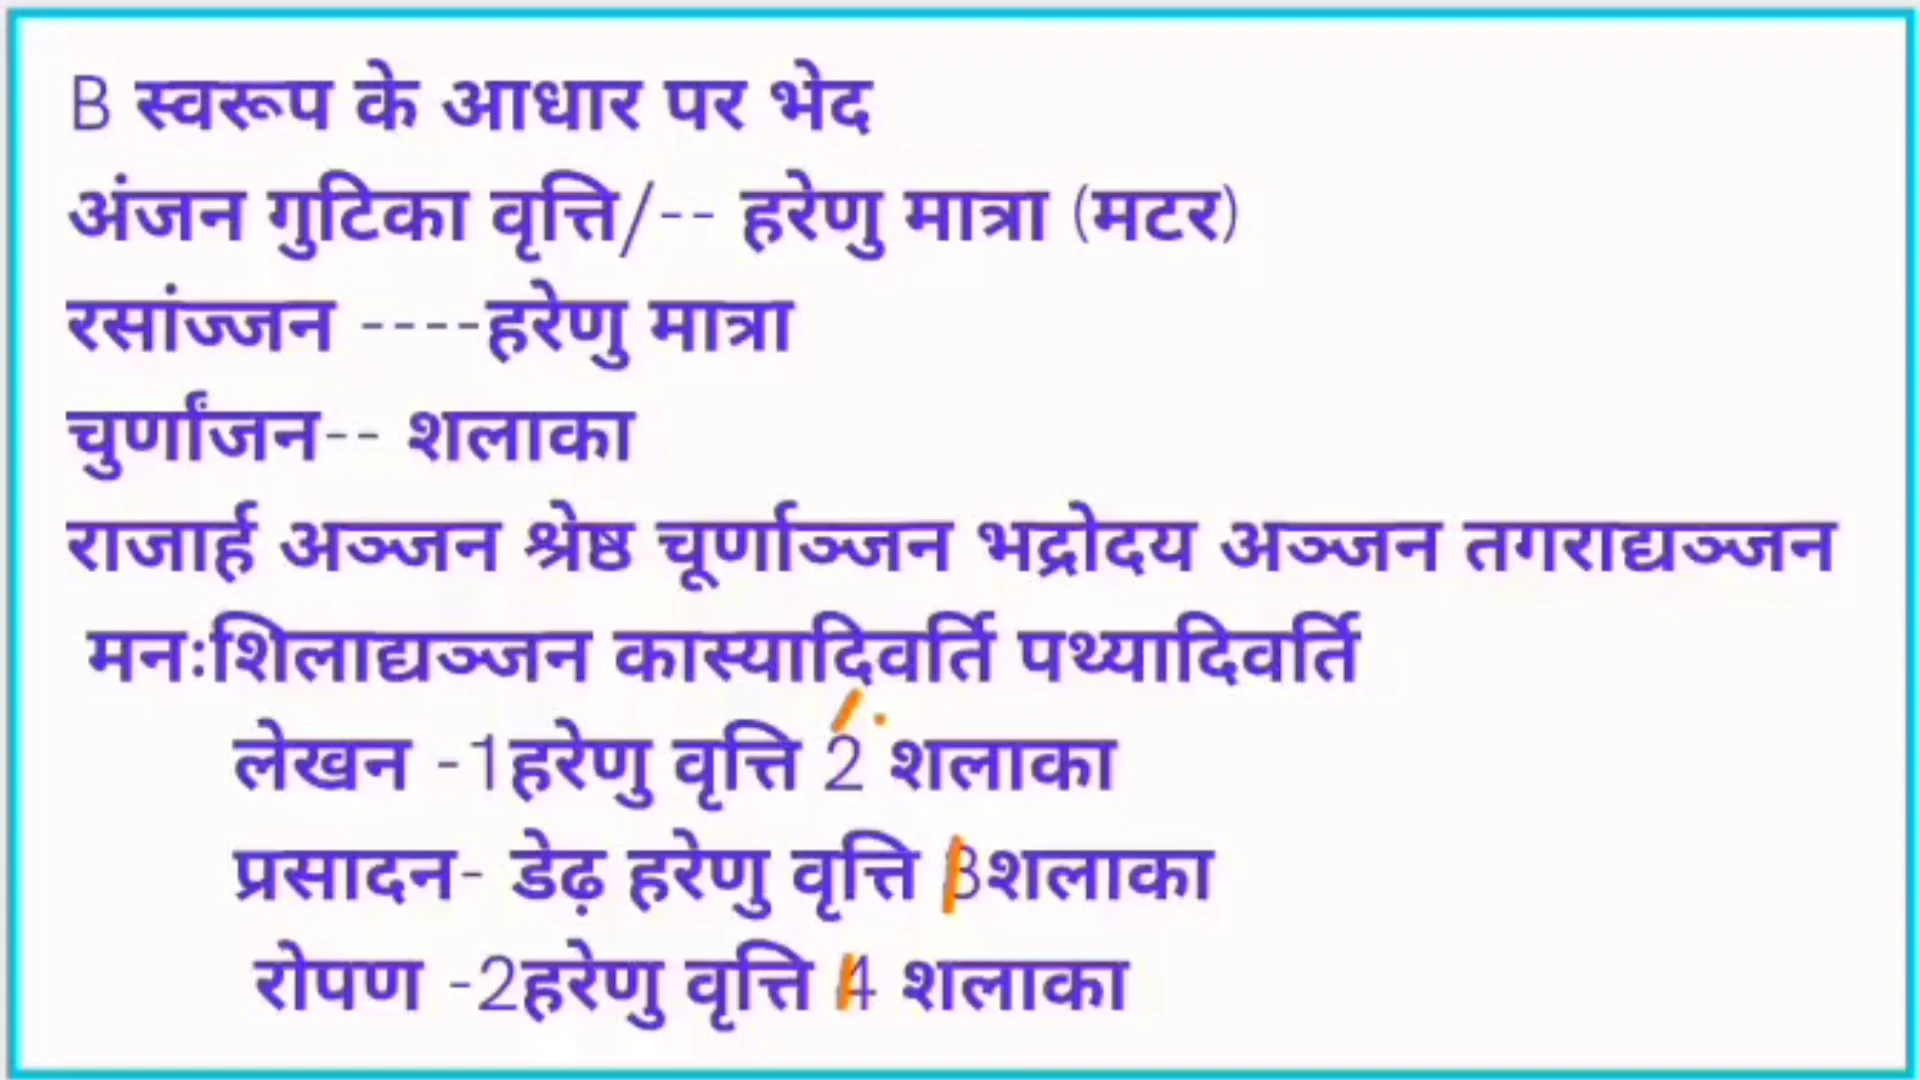 B स्वरूप के आधार पर भेद
अंजन गुटिका वृत्ति/-- हरेणु मात्रा (मटर)
रसांज्जन ----हरेणु मात्रा
चुर्णांजन-- शलाका
राजार्ह अञ्जन श्रेष्ठ चूर्णाञ्जन भद्रोदय अञ्जन तगराद्यञ्जन
मनःशिलाद्यञ्जन कास्यादिवर्ति पथ्यादिवर्ति
लेखन -1हरेणु वृत्ति 2 शलाका
प्रसादन- डेढ़ हरेणु वृत्ति 3शलाका
रोपण -2हरेणु वृत्ति 4 शलाका